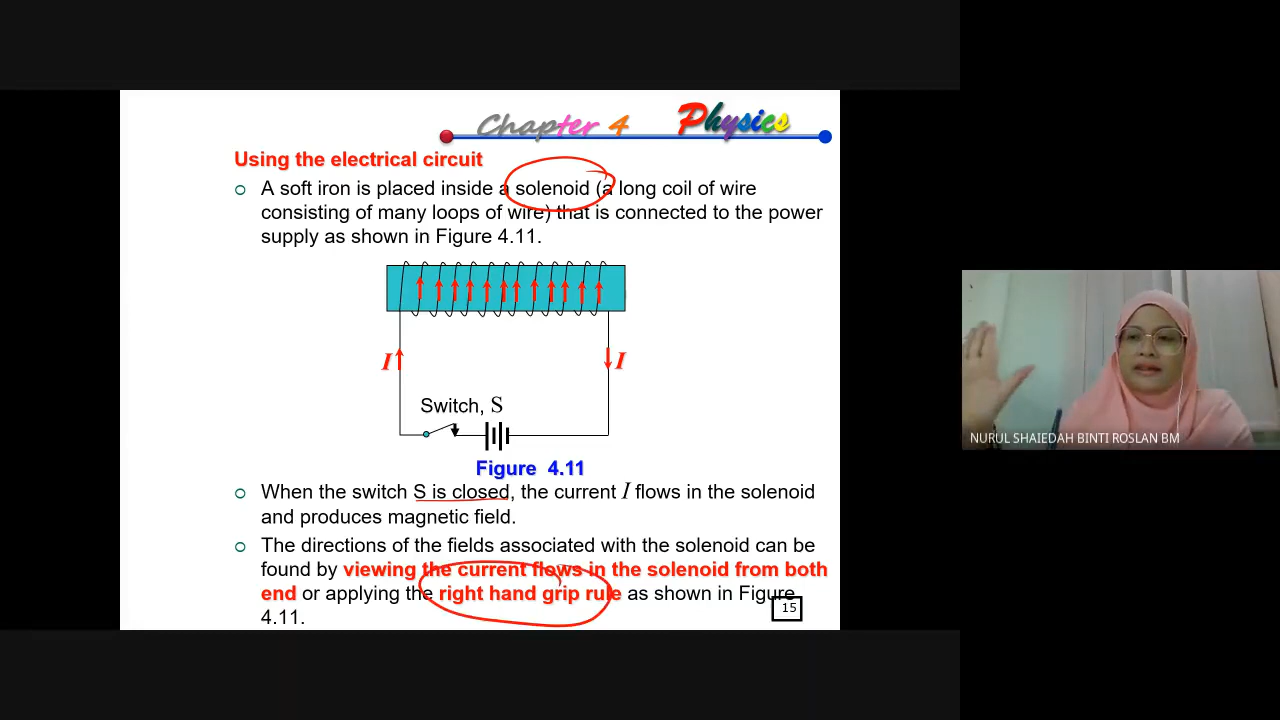 Chapter 4 Physics
Using the electrical circuit
A soft iron is placed inside a solenoid (a long coil of wire
consisting of many loops of wire) that is connected to the power
supply as shown in Figure 4.11.
I I
Switch, S
Figure 4.11
When the switch S is closed, the current I flows in the solenoid
and produces magnetic field.
The directions of the fields associated with the solenoid can be
found by viewing the current flows in the solenoid from both
end or applying the right hand grip rule as shown in Figure
4.11.
15
NURUL SHAIEDAH BINTI ROSLAN BM